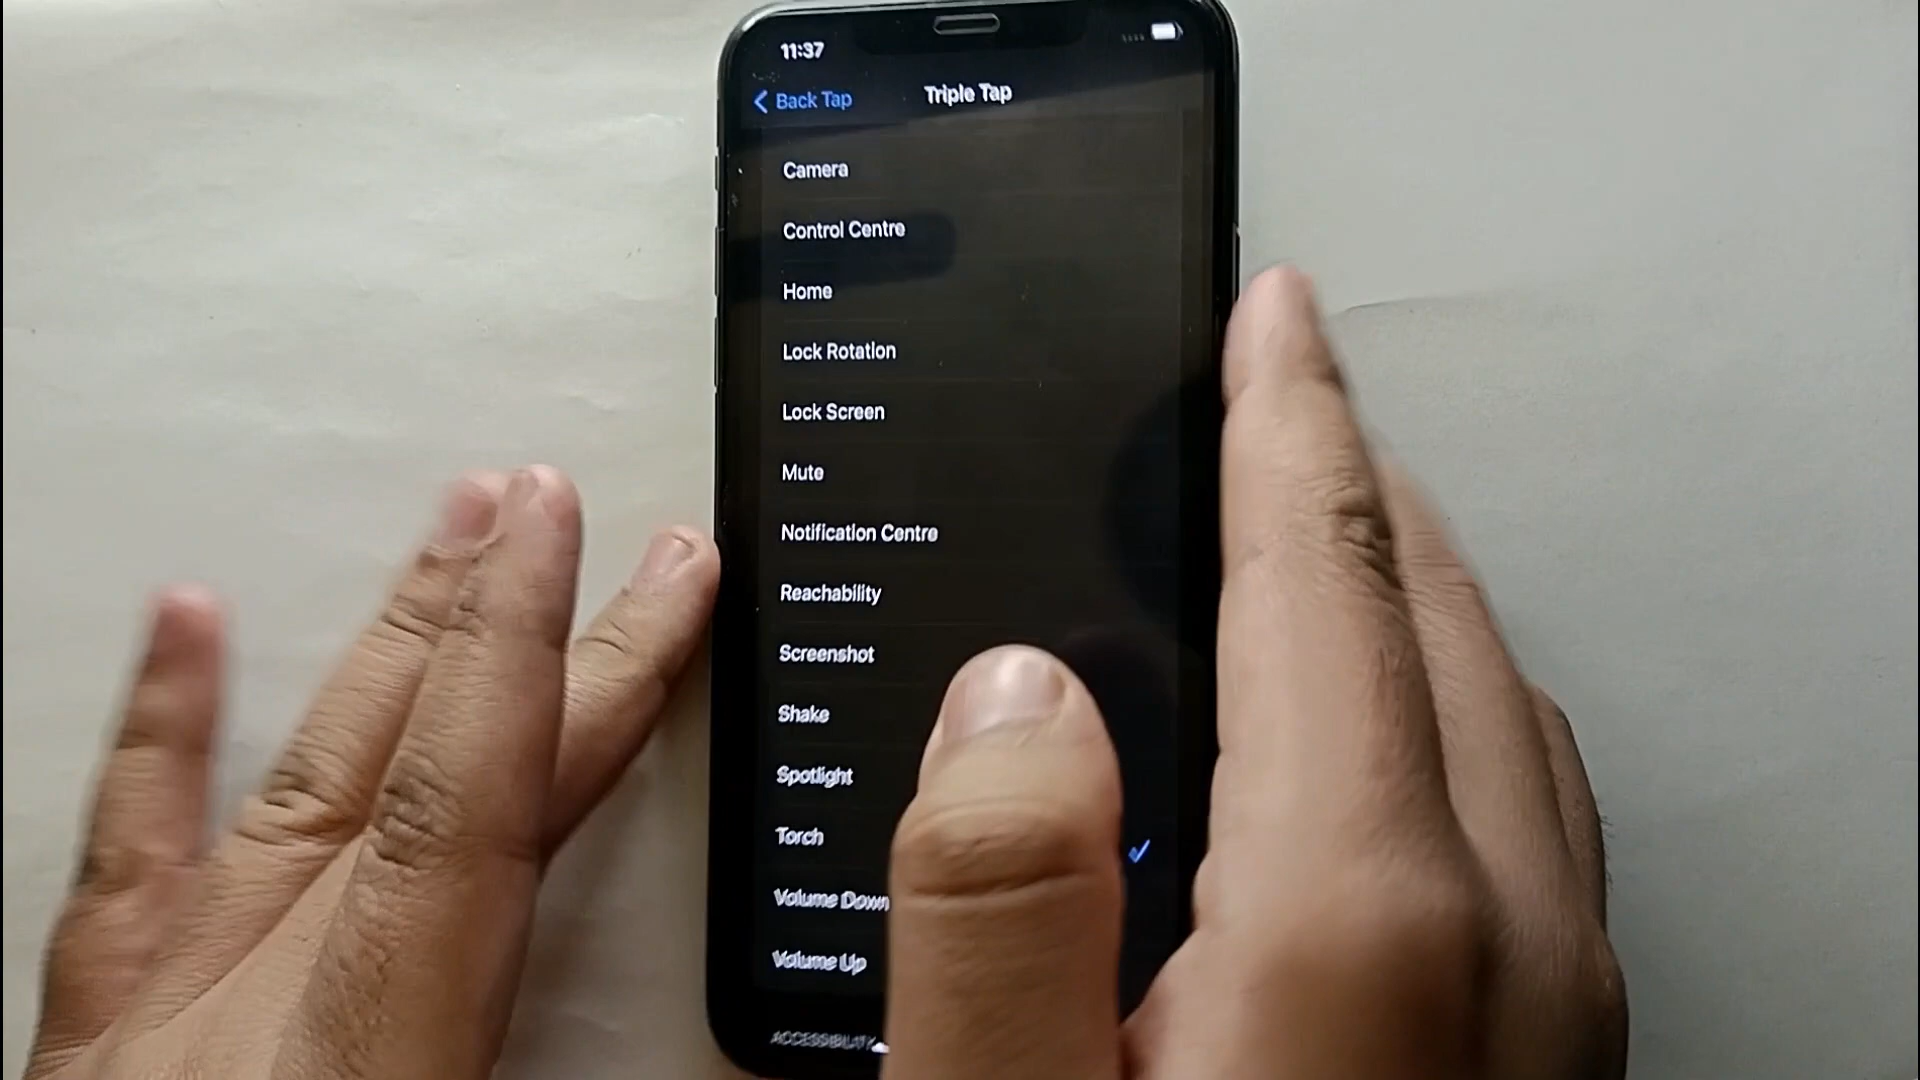 11:37
Back Tap
Triple Tap
Camera
Control Centre
Home
Lock Rotation
Lock Screen
Mute
Notification Centre
Reachability
Screenshot
Shake
Spotlight
Torch
Volume Down
Volume Up
ACCESSIBILITY